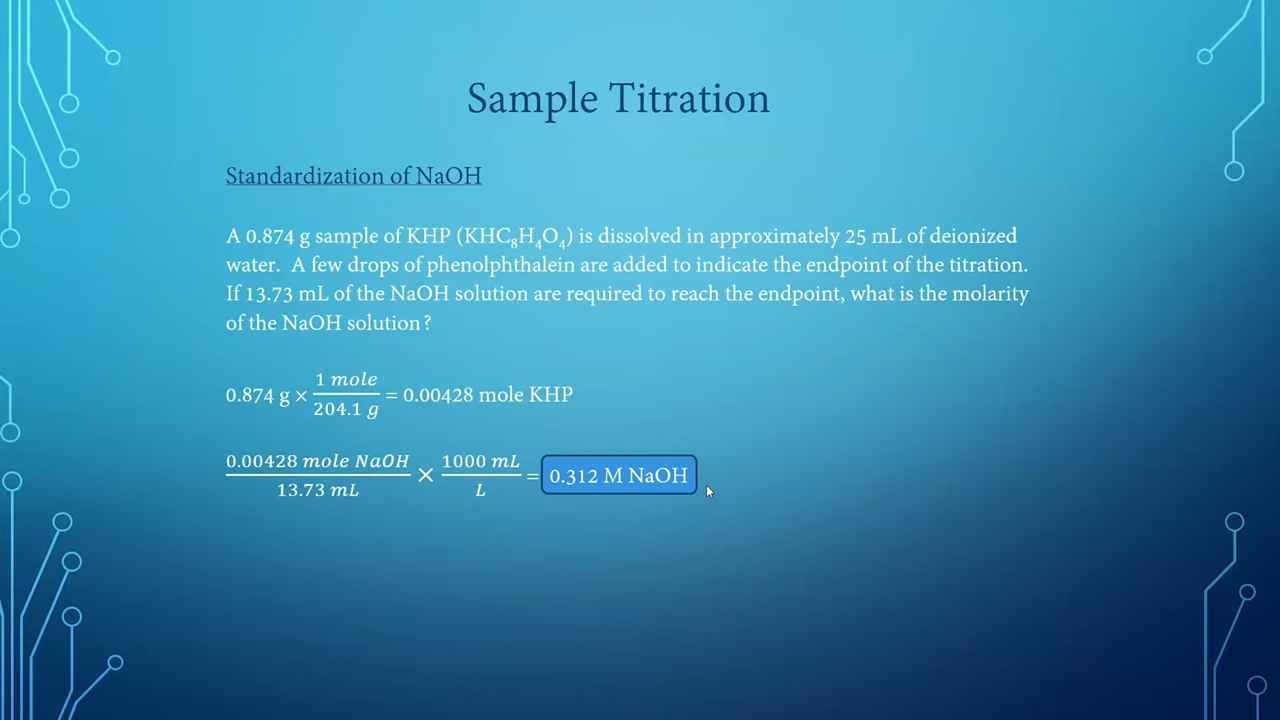 Sample Titration
Standardization of NaOH
A 0.874 g sample of KHP (KHC₈H₄O₄) is dissolved in approximately 25 mL of deionized
water.  A few drops of phenolphthalein are added to indicate the endpoint of the titration.
If 13.73 mL of the NaOH solution are required to reach the endpoint, what is the molarity
of the NaOH solution?
0.874 g × 1 mole / 204.1 g = 0.00428 mole KHP
0.00428 mole NaOH / 13.73 mL × 1000 mL / L = 0.312 M NaOH